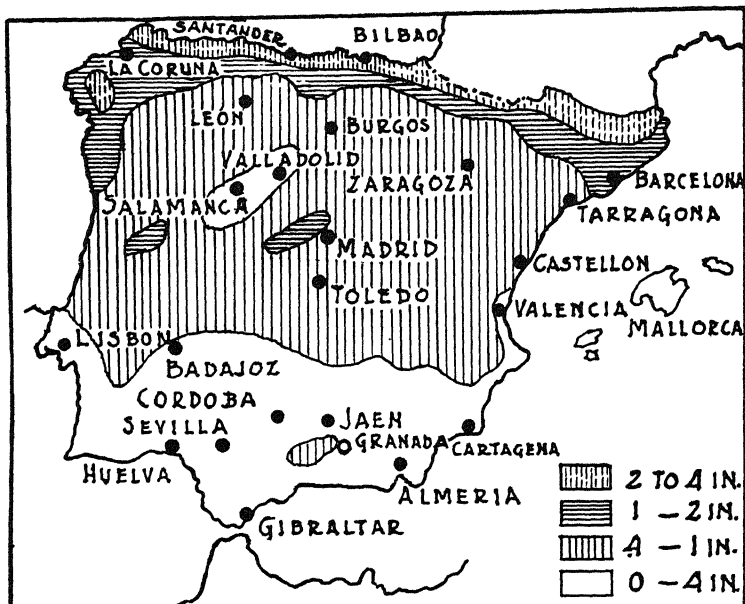 SANTANDER
BILBAO
LA CORUNA
LEÓN
BURGOS
VALLADOLID
ZARAGOZA
SALAMANCA
BARCELONA
TARRAGONA
MADRID
CASTELLON
TOLEDO
VALENCIA
MALLORCA
LISBON
BADAJOZ
CORDOBA
SEVILLA
JAEN
GRANADA
CARTAGENA
HUELVA
ALMERIA
GIBRALTAR
2 TO 4 IN.
1 - 2 IN.
4 - 1 IN.
0 - 4 IN.